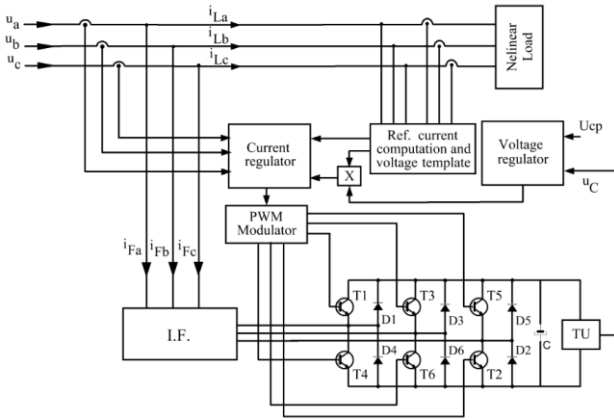 u_a
i_La
u_b
i_Lb
u_c
i_Lc
Nelinear
Load
Current
regulator
Ref. current
computation and
voltage template
Voltage
regulator
Ucp
u_C
X
PWM
Modulator
i_Fa
i_Fb
i_Fc
I.F.
T1
D1
T3
D3
T5
D5
C
TU
T4
D4
T6
D6
T2
D2